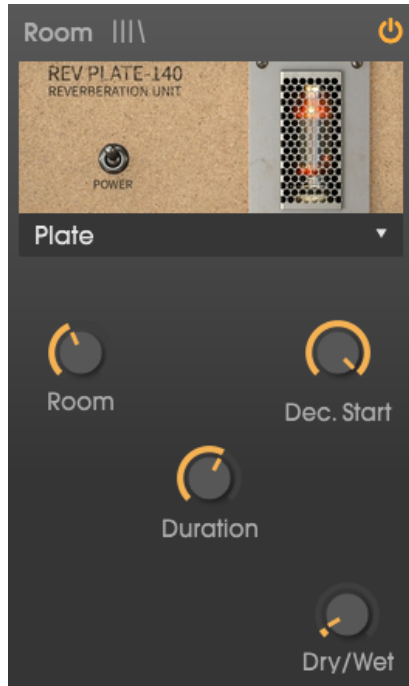 Room
REV PLATE-140
REVERBERATION UNIT
POWER
Plate
Room
Dec. Start
Duration
Dry/Wet